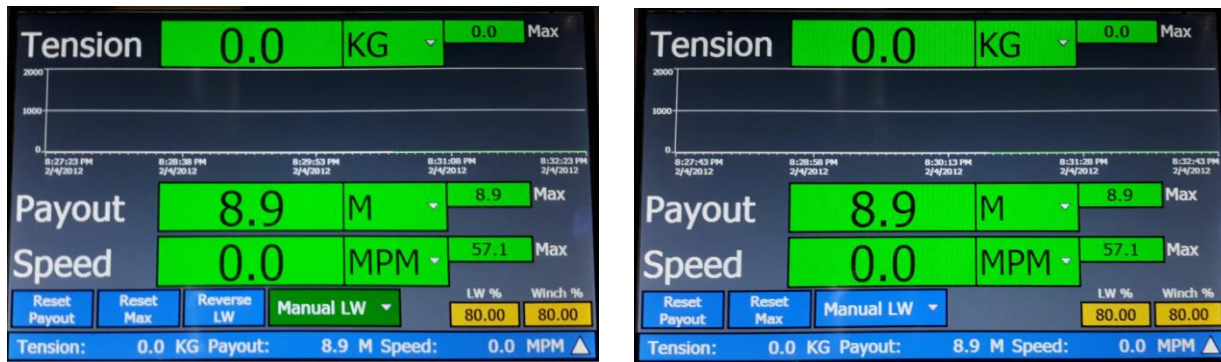 Tension 0.0 KG 0.0 Max
2000
1000
0
8:27:23 PM 8:28:38 PM 8:29:53 PM 8:31:08 PM 8:32:23 PM
2/4/2012 2/4/2012 2/4/2012 2/4/2012 2/4/2012
Payout 8.9 M 8.9 Max
Speed 0.0 MPM 57.1 Max
Reset Payout Reset Max Reverse LW Manual LW LW % 80.00 Winch % 80.00
Tension: 0.0 KG Payout: 8.9 M Speed: 0.0 MPM
Tension 0.0 KG 0.0 Max
2000
1000
0
8:27:43 PM 8:28:58 PM 8:30:13 PM 8:31:28 PM 8:32:43 PM
2/4/2012 2/4/2012 2/4/2012 2/4/2012 2/4/2012
Payout 8.9 M 8.9 Max
Speed 0.0 MPM 57.1 Max
Reset Payout Reset Max Manual LW LW % 80.00 Winch % 80.00
Tension: 0.0 KG Payout: 8.9 M Speed: 0.0 MPM